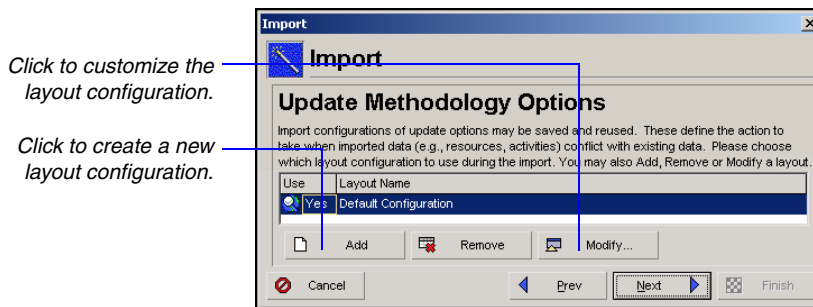 Import
Import
Click to customize the
layout configuration.
Click to create a new
layout configuration.
Update Methodology Options
Import configurations of update options may be saved and reused. These define the action to
take when imported data (e.g., resources, activities) conflict with existing data. Please choose
which layout configuration to use during the import. You may also Add, Remove or Modify a layout.
Use Layout Name
Yes Default Configuration
Add Remove Modify...
Cancel Prev Next Finish